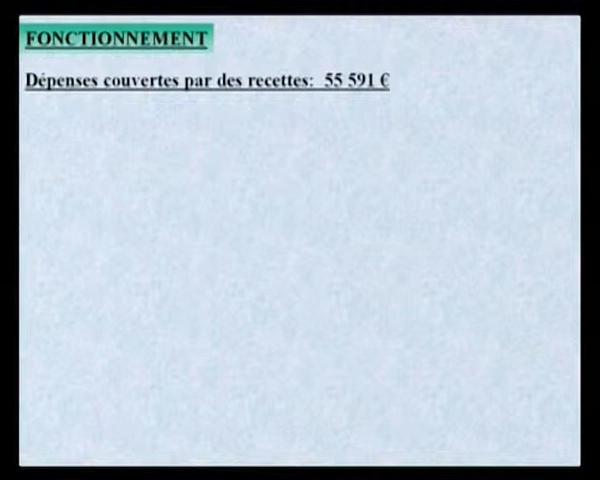 FONCTIONNEMENT
Dépenses couvertes par des recettes: 55 591 €